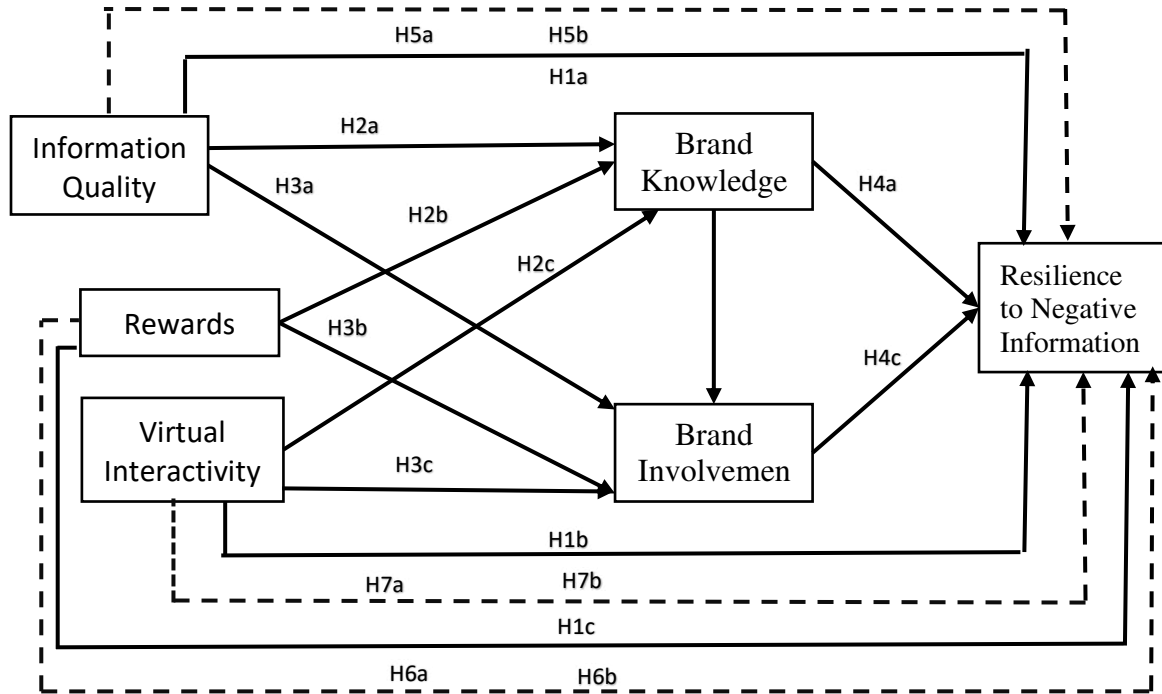 H5a H5b
H1a
Information
Quality
H2a
Brand
Knowledge
H3a
H4a
H2b
H2c
Resilience
to Negative
Information
Rewards
H3b
H4c
Virtual
Interactivity
Brand
Involvemen
H3c
H1b
H7a H7b
H1c
H6a H6b